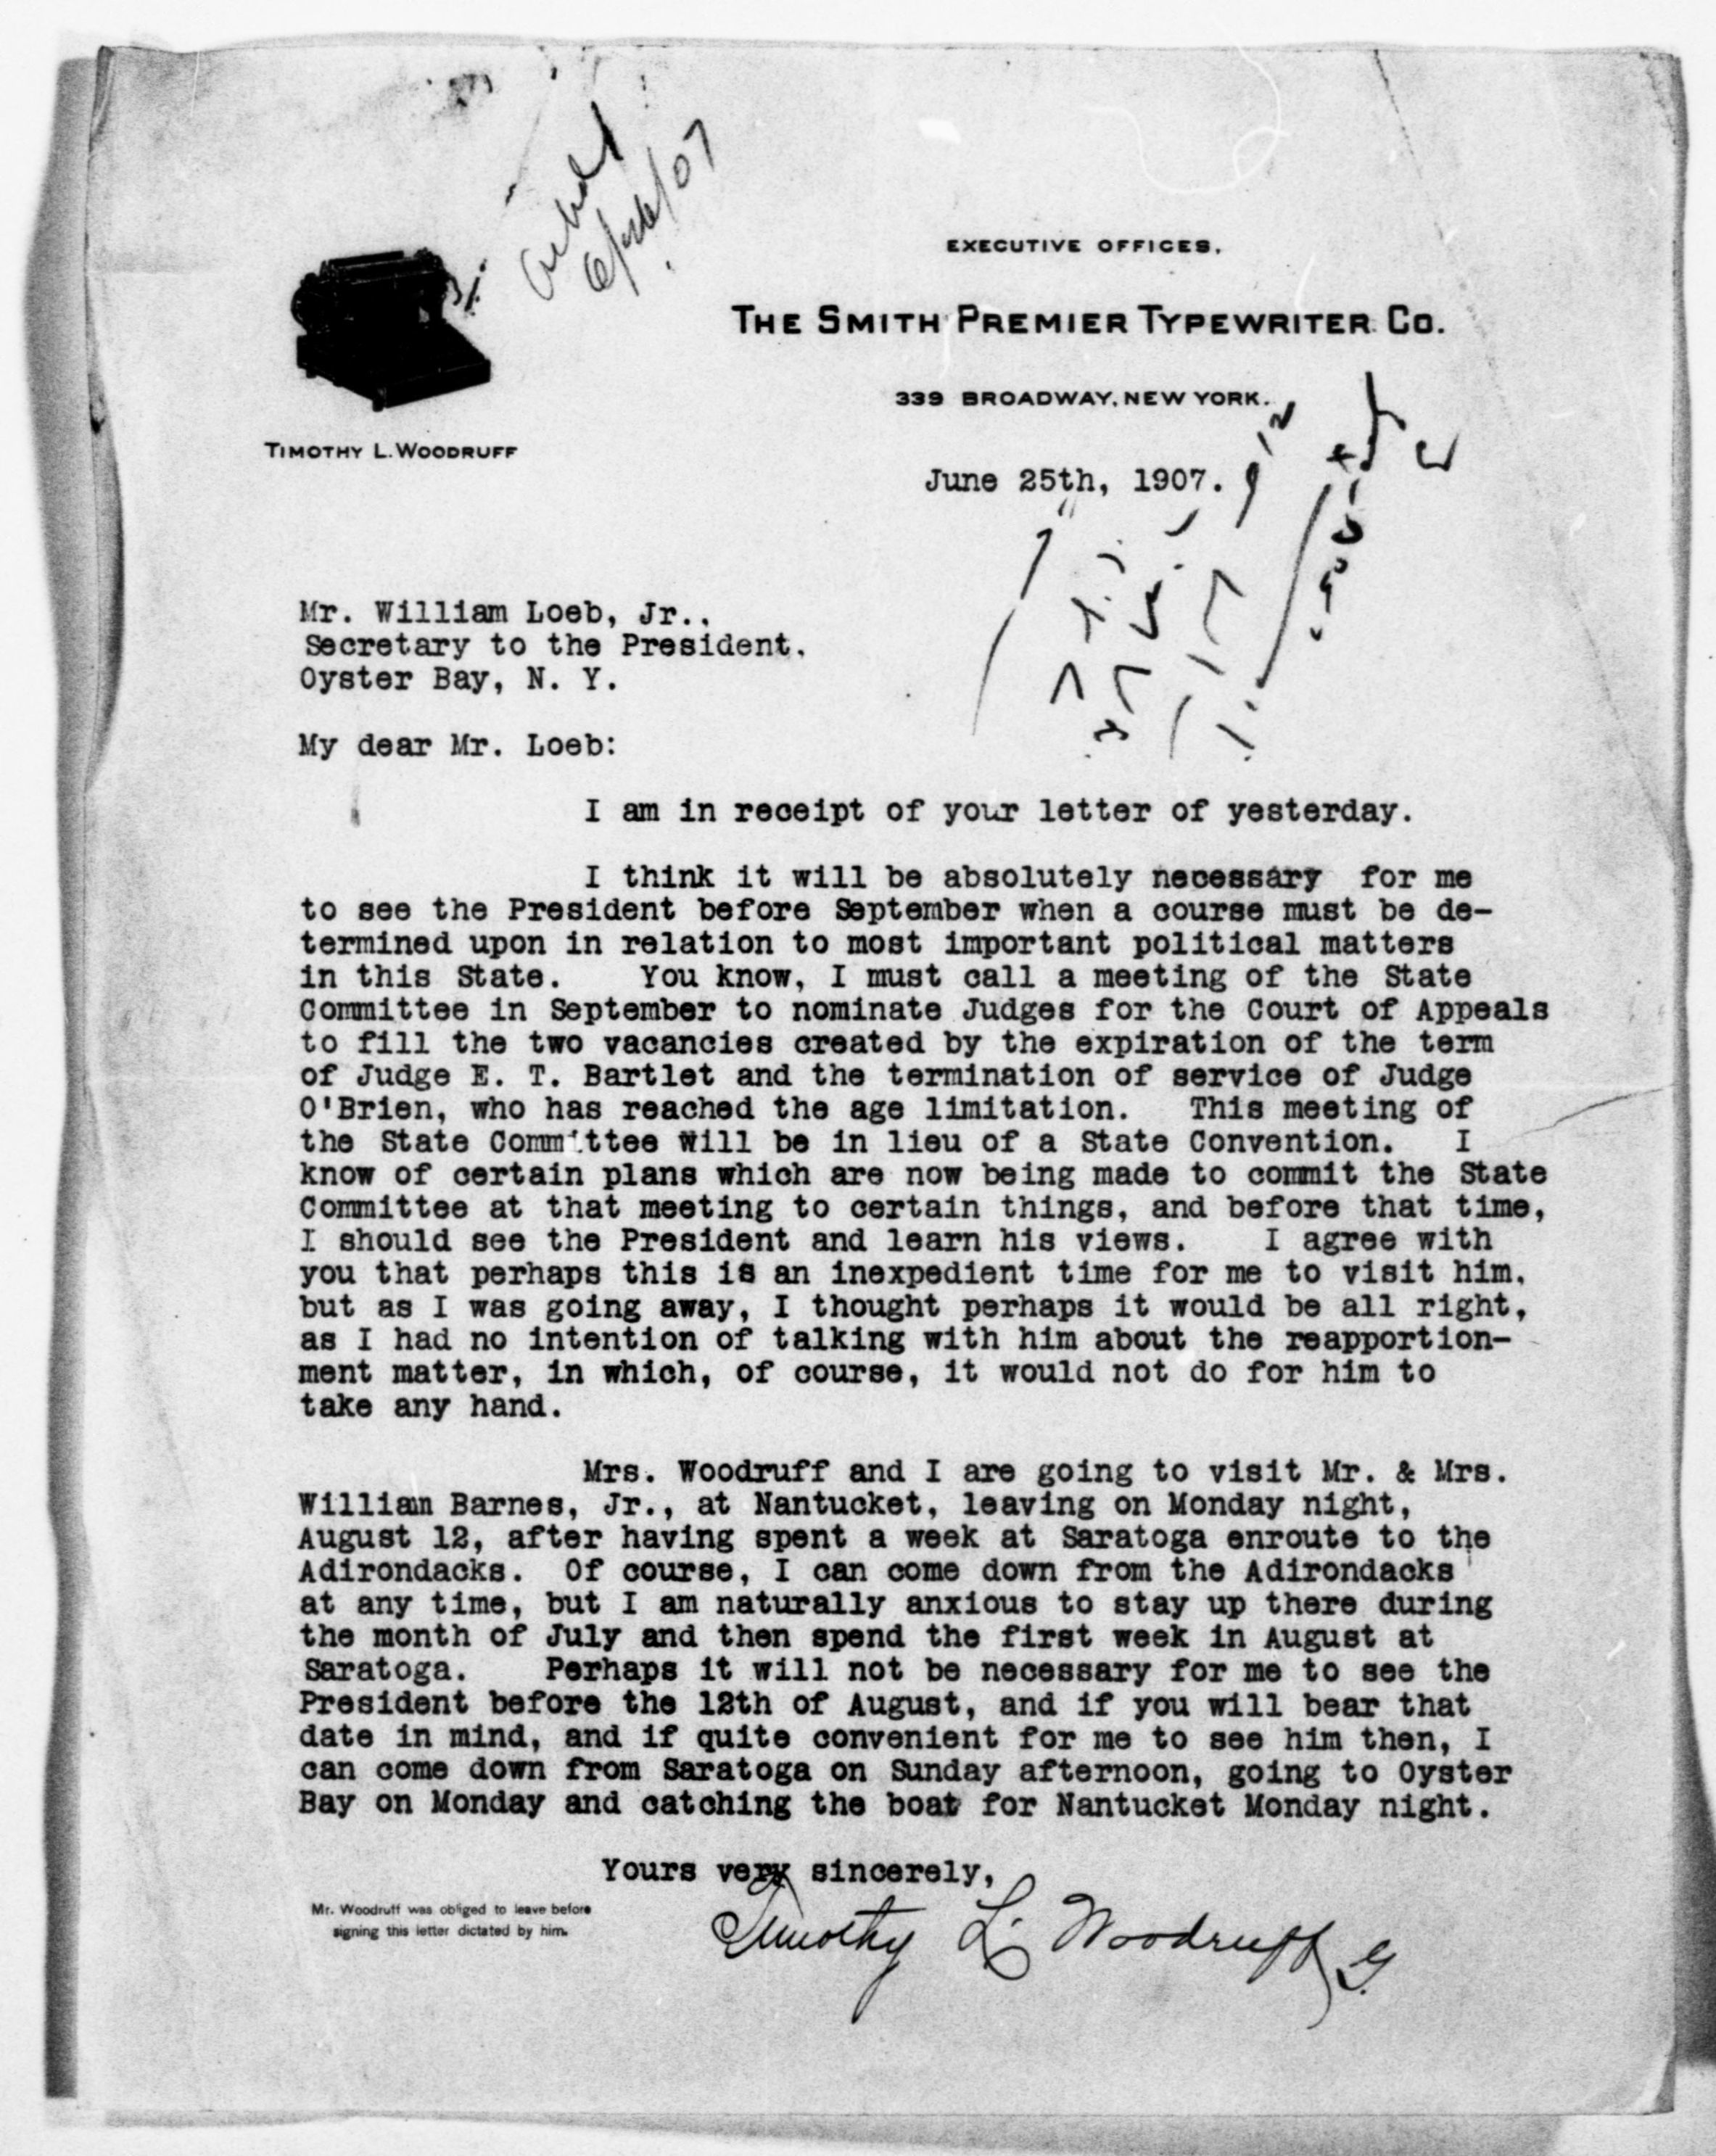 6/26/07
EXECUTIVE OFFICES.
THE SMITH PREMIER TYPEWRITER CO.
339 BROADWAY, NEW YORK.
TIMOTHY L. WOODRUFF
June 25th, 1907.
Mr. William Loeb, Jr.,
Secretary to the President.
Oyster Bay, N. Y.
My dear Mr. Loeb:
I am in receipt of your letter of yesterday.
I think it will be absolutely necessary for me
to see the President before September when a course must be de-
termined upon in relation to most important political matters
in this State. You know, I must call a meeting of the State
Committee in September to nominate Judges for the Court of Appeals
to fill the two vacancies created by the expiration of the term
of Judge E. T. Bartlet and the termination of service of Judge
O'Brien, who has reached the age limitation. This meeting of
the State Committee will be in lieu of a State Convention. I
know of certain plans which are now being made to commit the State
Committee at that meeting to certain things, and before that time,
I should see the President and learn his views. I agree with
you that perhaps this is an inexpedient time for me to visit him,
but as I was going away, I thought perhaps it would be all right,
as I had no intention of talking with him about the reapportion-
ment matter, in which, of course, it would not do for him to
take any hand.
Mrs. Woodruff and I are going to visit Mr. & Mrs.
William Barnes, Jr., at Nantucket, leaving on Monday night,
August 12, after having spent a week at Saratoga enroute to the
Adirondacks. Of course, I can come down from the Adirondacks
at any time, but I am naturally anxious to stay up there during
the month of July and then spend the first week in August at
Saratoga. Perhaps it will not be necessary for me to see the
President before the 12th of August, and if you will bear that
date in mind, and if quite convenient for me to see him then, I
can come down from Saratoga on Sunday afternoon, going to Oyster
Bay on Monday and catching the boat for Nantucket Monday night.
Yours very sincerely,
Mr. Woodruff was obliged to leave before
signing this letter dictated by him.
Timothy L. Woodruff G.